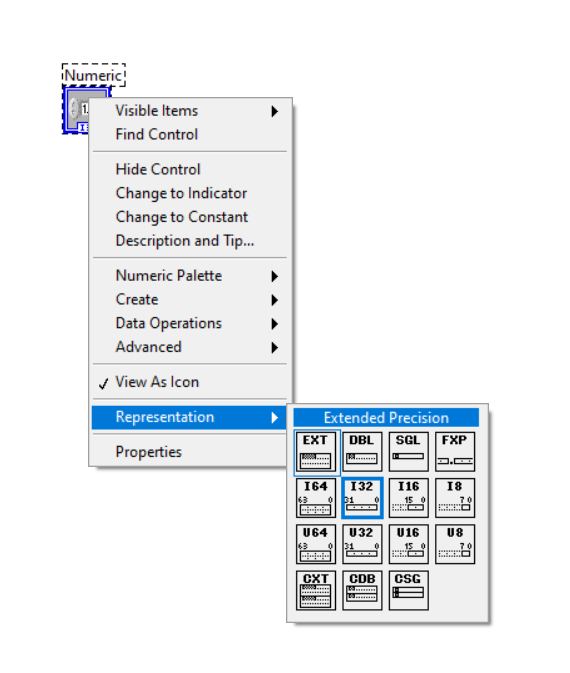 Numeric
1.
Visible Items
Find Control
Hide Control
Change to Indicator
Change to Constant
Description and Tip...
Numeric Palette
Create
Data Operations
Advanced
View As Icon
Representation
Properties
Extended Precision
EXT DBL SGL FXP
I64 I32 I16 I8
63 0 31 0 15 0 7 0
U64 U32 U16 U8
63 0 31 0 15 0 7 0
CXT CDB CSG